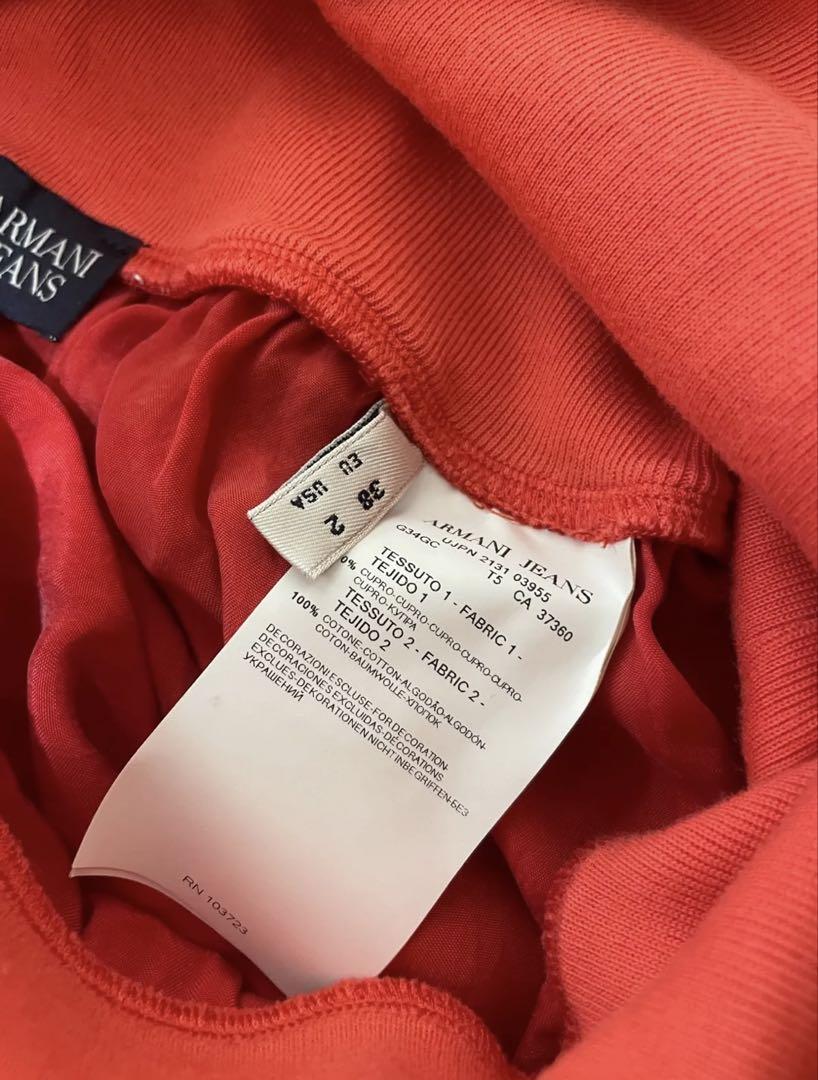 ARMANI
JEANS
EU
38
USA
2
ARMANI JEANS
G34GC UJPN 2131 03955
T5 CA 37360
TESSUTO 1 - FABRIC 1 -
TEJIDO 1
CUPRO-CUPRO-CUPRO-CUPRO-CUPRO-
CUPRO-КУПРА
TESSUTO 2 - FABRIC 2 -
TEJIDO 2
100% COTONE-COTTON-ALGODÃO-ALGODÓN-
COTON-BAUMWOLLE-ХЛОПОК
DECORAZIONI ESCLUSE-FOR DECORATION-
DECORACIONES EXCLUIDAS-DÉCORATIONS
EXCLUES-DEKORATIONEN NICHT INBEGRIFFEN-БЕЗ
УКРАШЕНИЙ
RN 103723